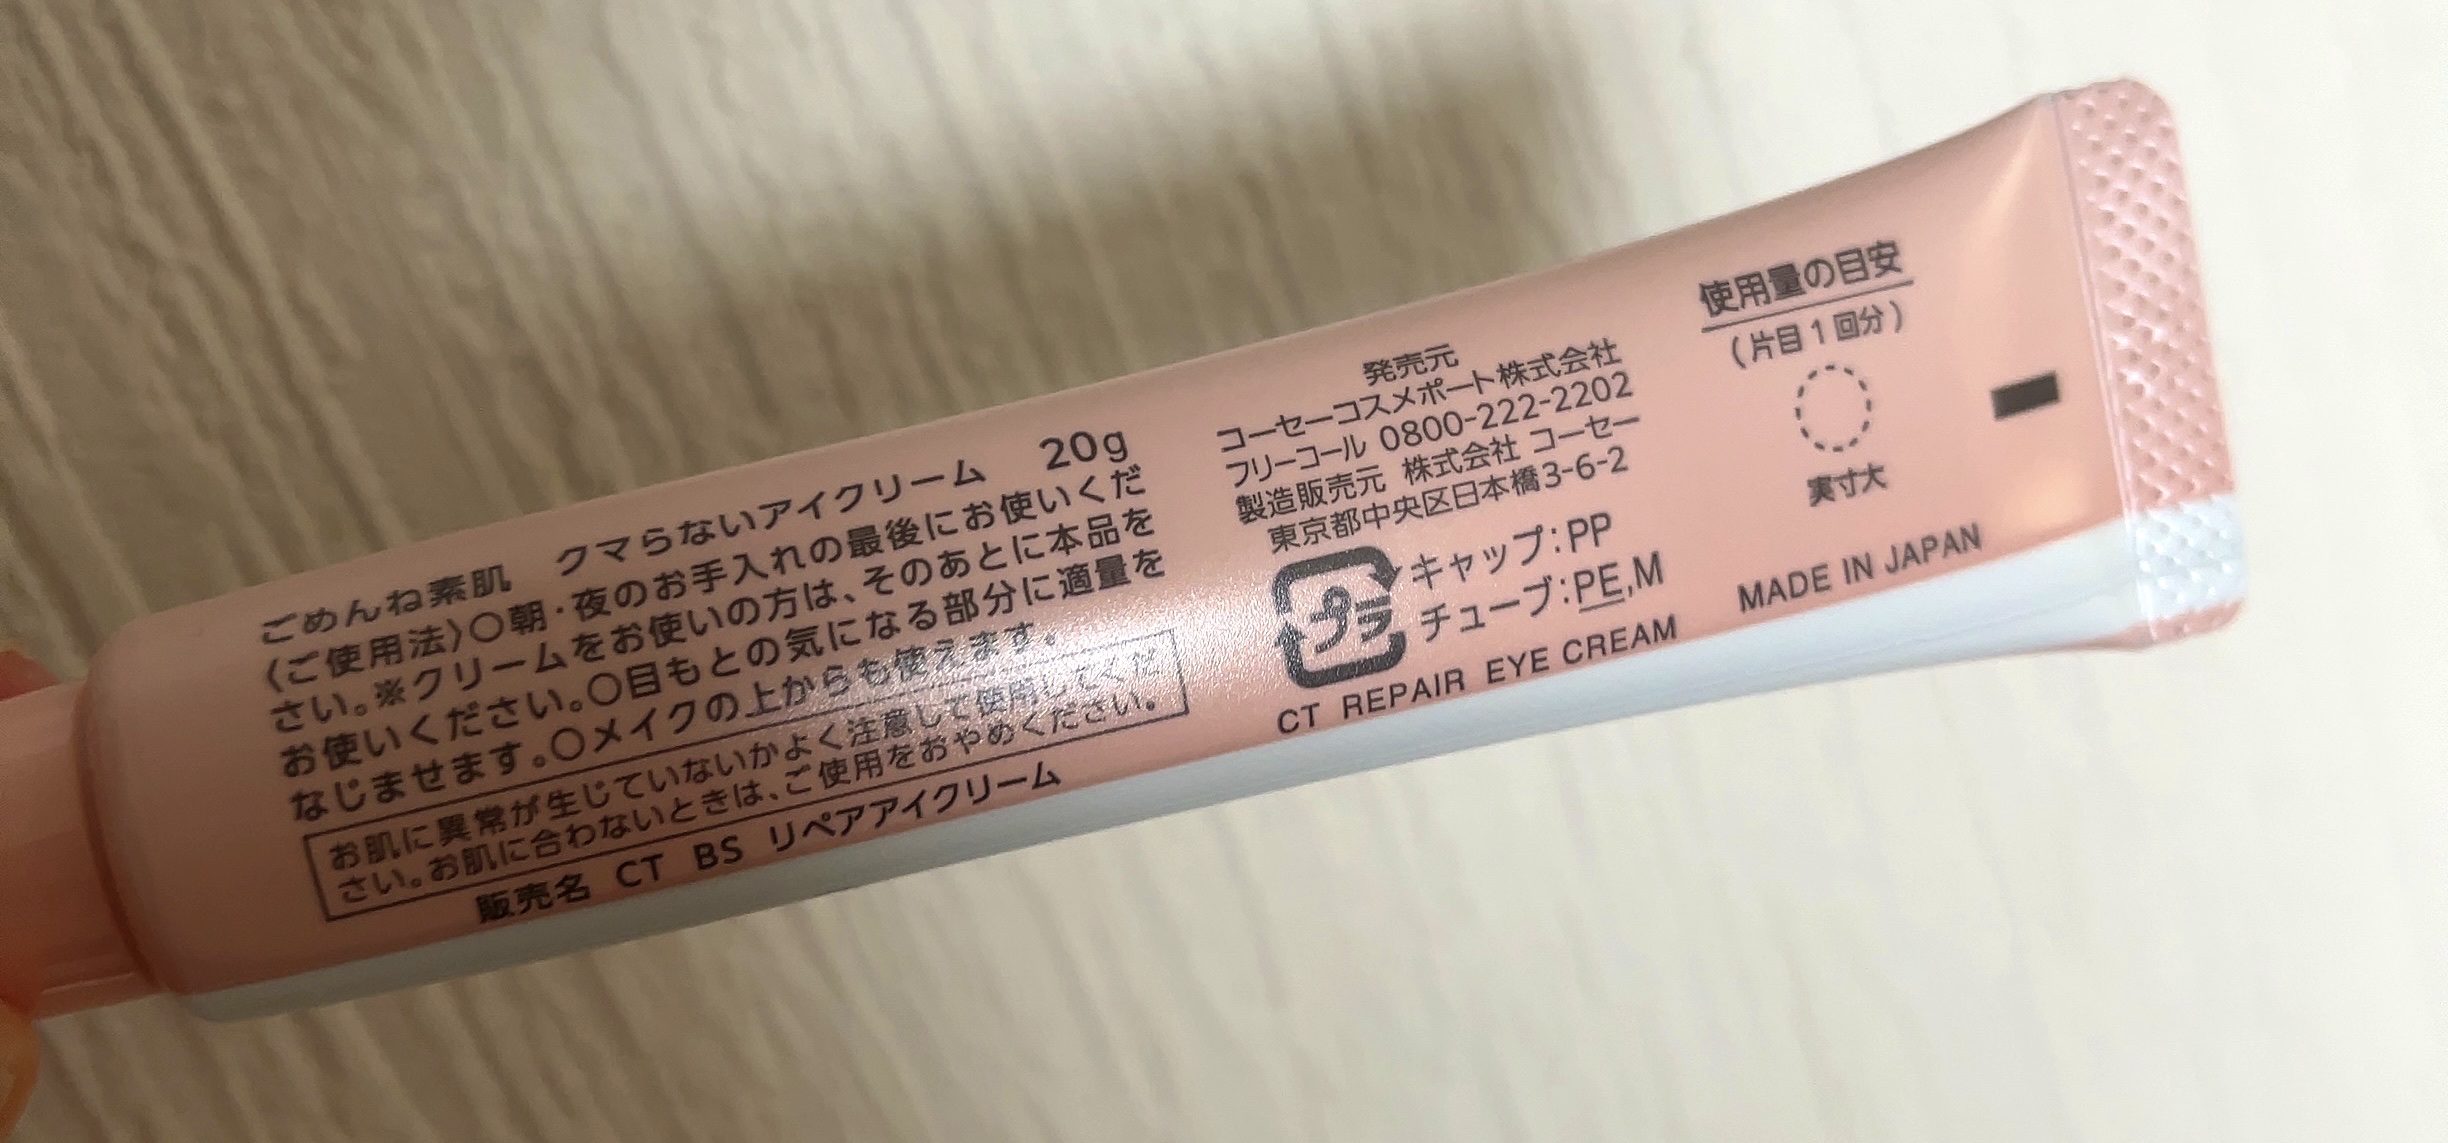 ごめんね素肌　クマらないアイクリーム　20g
〈ご使用法〉〇朝・夜のお手入れの最後にお使いくだ
さい。※クリームをお使いの方は、そのあとに本品を
お使いください。〇目もとの気になる部分に適量を
なじませます。〇メイクの上からも使えます。
お肌に異常が生じていないかよく注意して使用してくだ
さい。お肌に合わないときは、ご使用をおやめください。
販売名　CT　BS　リペアアイクリーム
発売元
コーセーコスメポート株式会社
フリーコール 0800-222-2202
製造販売元 株式会社 コーセー
東京都中央区日本橋3-6-2
プラ
キャップ:PP
チューブ:PE,M
CT REPAIR EYE CREAM
使用量の目安
(片目1回分)
実寸大
MADE IN JAPAN